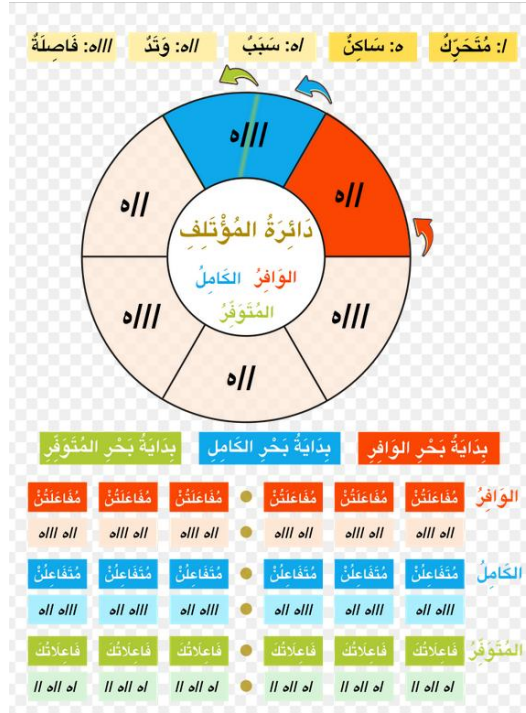 /: مُتَحَرِّكٌ ه: سَاكِنٌ /ه: سَبَبٌ //ه: وَتَدٌ ///ه: فَاصِلَةٌ
///ه
//ه //ه
دَائِرَةُ المُؤْتَلِفِ
الوَافِرُ الكَامِلُ
المُتَوَفِّرُ
///ه ///ه
//ه
بِدَايَةُ بَحْرِ الوَافِرِ بِدَايَةُ بَحْرِ الكَامِلِ بِدَايَةُ بَحْرِ المُتَوَفِّرِ
الوَافِرُ مُفَاعَلَتُنْ مُفَاعَلَتُنْ مُفَاعَلَتُنْ • مُفَاعَلَتُنْ مُفَاعَلَتُنْ مُفَاعَلَتُنْ
//ه ///ه //ه ///ه //ه ///ه • //ه ///ه //ه ///ه //ه ///ه
الكَامِلُ مُتَفَاعِلُنْ مُتَفَاعِلُنْ مُتَفَاعِلُنْ • مُتَفَاعِلُنْ مُتَفَاعِلُنْ مُتَفَاعِلُنْ
///ه //ه ///ه //ه ///ه //ه • ///ه //ه ///ه //ه ///ه //ه
المُتَوَفِّرُ فَاعِلَاتُكَ فَاعِلَاتُكَ فَاعِلَاتُكَ • فَاعِلَاتُكَ فَاعِلَاتُكَ فَاعِلَاتُكَ
/ه //ه // /ه //ه // /ه //ه // • /ه //ه // /ه //ه // /ه //ه //